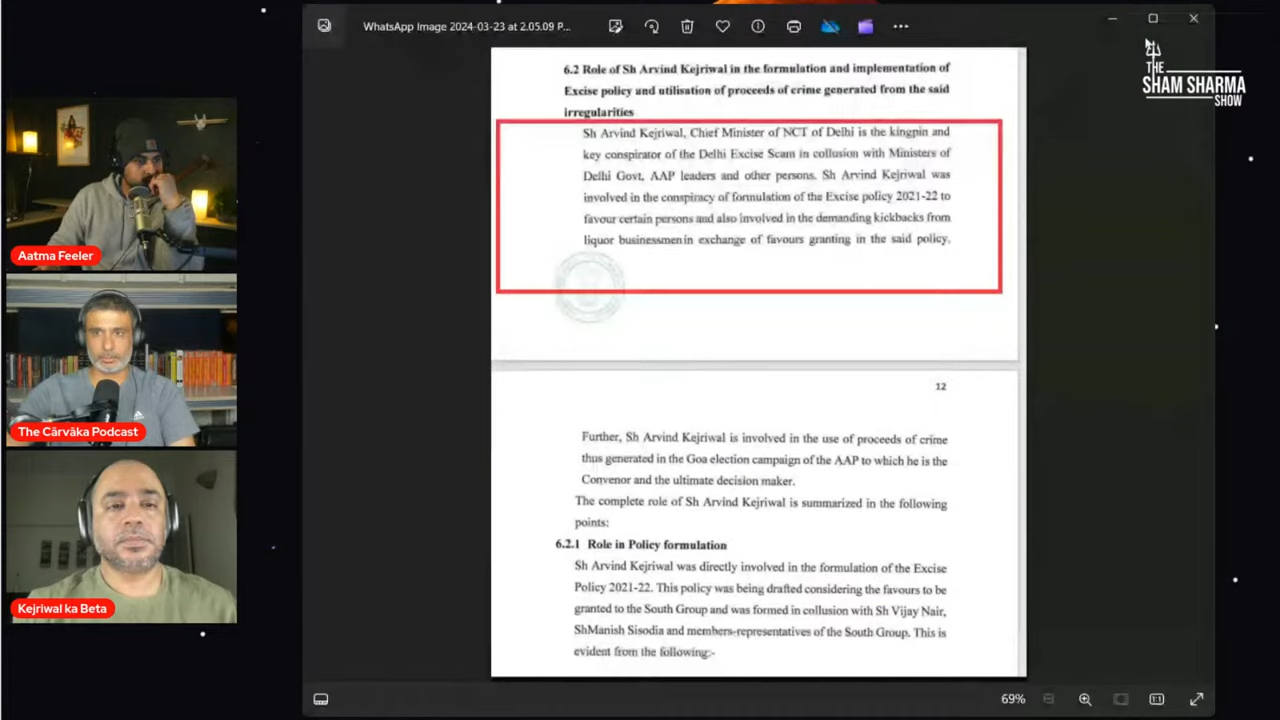 WhatsApp Image 2024-03-23 at 2.05.09 P...
THE
SHAM SHARMA
SHOW
6.2 Role of Sh Arvind Kejriwal in the formulation and implementation of
Excise policy and utilisation of proceeds of crime generated from the said
irregularities
Sh Arvind Kejriwal, Chief Minister of NCT of Delhi is the kingpin and
key conspirator of the Delhi Excise Scam in collusion with Ministers of
Delhi Govt, AAP leaders and other persons. Sh Arvind Kejriwal was
involved in the conspiracy of formulation of the Excise policy 2021-22 to
favour certain persons and also involved in the demanding kickbacks from
liquor businessmen in exchange of favours granting in the said policy.
12
Further, Sh Arvind Kejriwal is involved in the use of proceeds of crime
thus generated in the Goa election campaign of the AAP to which he is the
Convenor and the ultimate decision maker.
The complete role of Sh Arvind Kejriwal is summarized in the following
points:
6.2.1 Role in Policy formulation
Sh Arvind Kejriwal was directly involved in the formulation of the Excise
Policy 2021-22. This policy was being drafted considering the favours to be
granted to the South Group and was formed in collusion with Sh Vijay Nair,
ShManish Sisodia and members-representatives of the South Group. This is
evident from the following:-
69%
Aatma Feeler
The Cārvāka Podcast
Kejriwal ka Beta